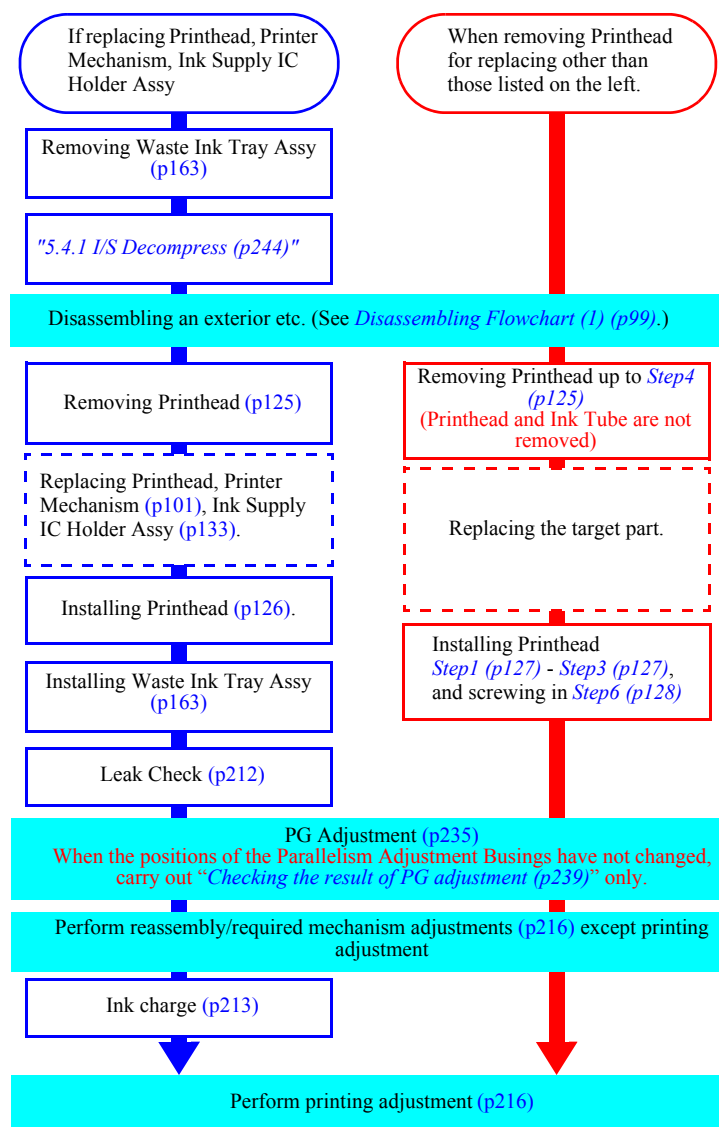 If replacing Printhead, Printer
Mechanism, Ink Supply IC
Holder Assy
When removing Printhead
for replacing other than
those listed on the left.
Removing Waste Ink Tray Assy
(p163)
"5.4.1 I/S Decompress (p244)"
Disassembling an exterior etc. (See Disassembling Flowchart (1) (p99).)
Removing Printhead (p125)
Removing Printhead up to Step4
(p125)
(Printhead and Ink Tube are not
removed)
Replacing Printhead, Printer
Mechanism (p101), Ink Supply
IC Holder Assy (p133).
Replacing the target part.
Installing Printhead (p126).
Installing Printhead
Step1 (p127) - Step3 (p127),
and screwing in Step6 (p128)
Installing Waste Ink Tray Assy
(p163)
Leak Check (p212)
PG Adjustment (p235)
When the positions of the Parallelism Adjustment Busings have not changed,
carry out “Checking the result of PG adjustment (p239)” only.
Perform reassembly/required mechanism adjustments (p216) except printing
adjustment
Ink charge (p213)
Perform printing adjustment (p216)